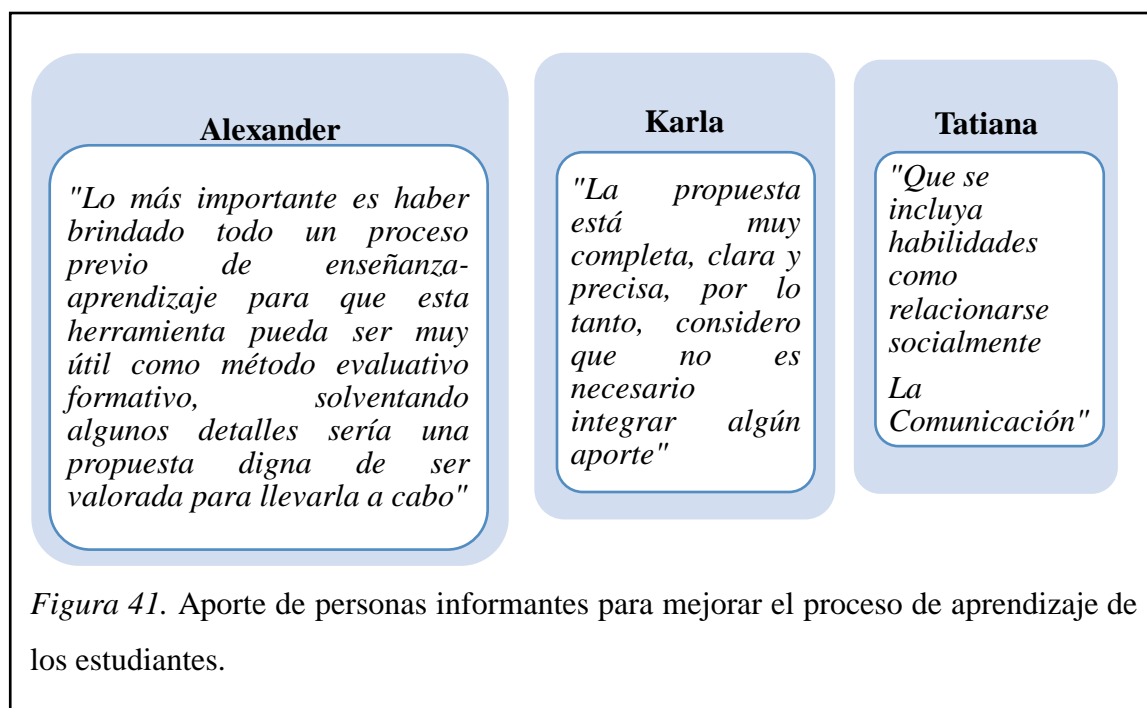 Alexander
"Lo más importante es haber
brindado todo un proceso
previo de enseñanza-
aprendizaje para que esta
herramienta pueda ser muy
útil como método evaluativo
formativo, solventando
algunos detalles sería una
propuesta digna de ser
valorada para llevarla a cabo"
Karla
"La propuesta
está muy
completa, clara y
precisa, por lo
tanto, considero
que no es
necesario
integrar algún
aporte"
Tatiana
"Que se
incluya
habilidades
como
relacionarse
socialmente
La
Comunicación"
Figura 41. Aporte de personas informantes para mejorar el proceso de aprendizaje de
los estudiantes.